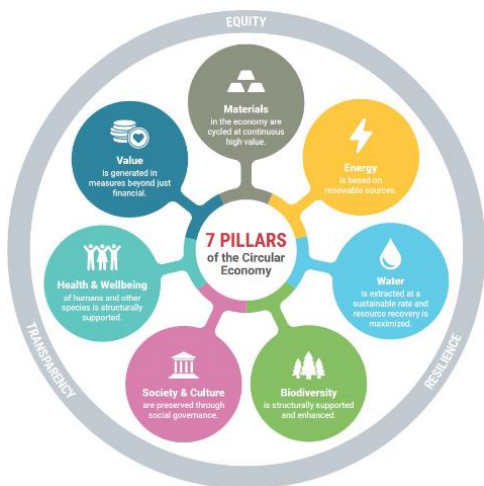 EQUITY
Materials
in the economy are
cycled at continuous
high value.
Energy
is based on
renewable sources.
Water
is extracted at a
sustainable rate and
resource recovery is
maximized.
Biodiversity
is structurally supported
and enhanced.
Society & Culture
are preserved through
social governance.
Health & Wellbeing
of humans and other
species is structurally
supported.
Value
is generated in
measures beyond just
financial.
7 PILLARS
of the Circular
Economy
RESILIENCE
TRANSPARENCY